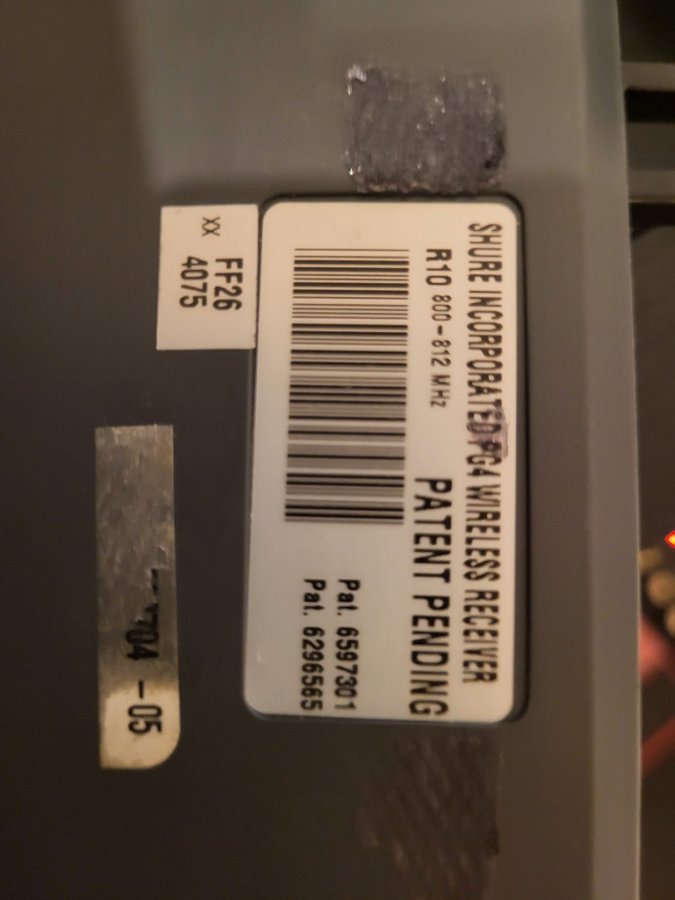 SHURE INCORPORATED PG4 WIRELESS RECEIVER
R10 800-812 MHz PATENT PENDING
Pat. 6597301
Pat. 6296565
FF26
4075
XX
704-05